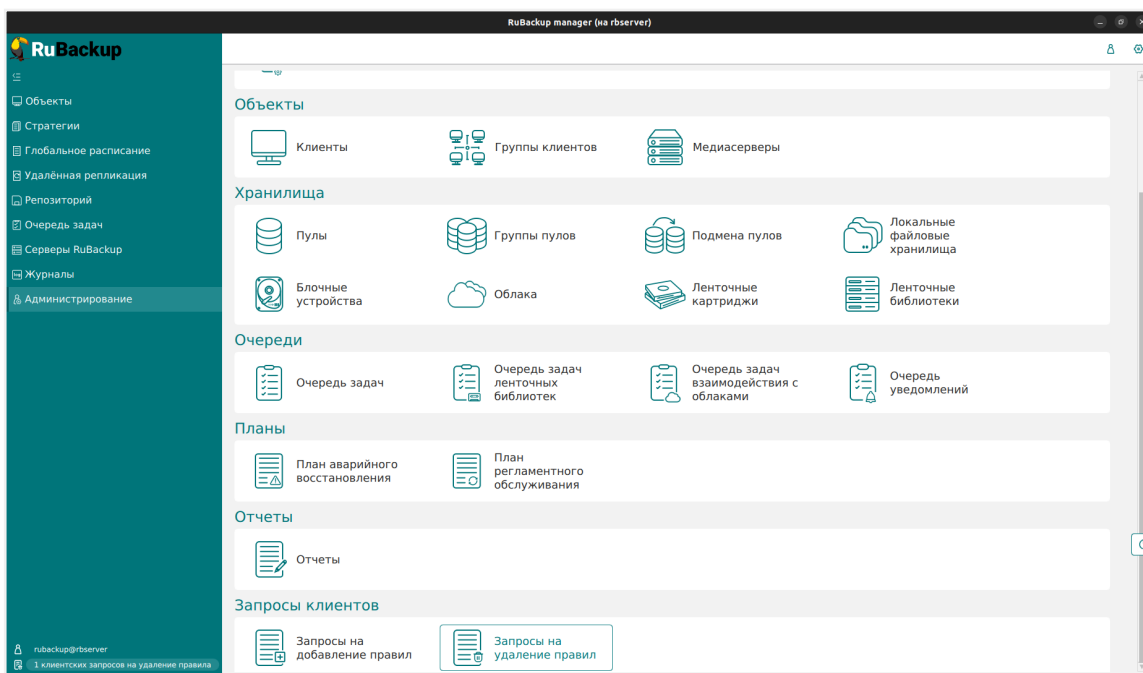 RuBackup manager (на rbserver)
RuBackup
Объекты
Стратегии
Глобальное расписание
Удалённая репликация
Репозиторий
Очередь задач
Серверы RuBackup
Журналы
Администрирование
rubackup@rbserver
1 клиентских запросов на удаление правила
Объекты
Клиенты
Группы клиентов
Медиасерверы
Хранилища
Пулы
Группы пулов
Подмена пулов
Локальные
файловые
хранилища
Блочные
устройства
Облака
Ленточные
картриджи
Ленточные
библиотеки
Очереди
Очередь задач
Очередь задач
ленточных
библиотек
Очередь задач
взаимодействия с
облаками
Очередь
уведомлений
Планы
План аварийного
восстановления
План
регламентного
обслуживания
Отчеты
Отчеты
Запросы клиентов
Запросы на
добавление правил
Запросы на
удаление правил